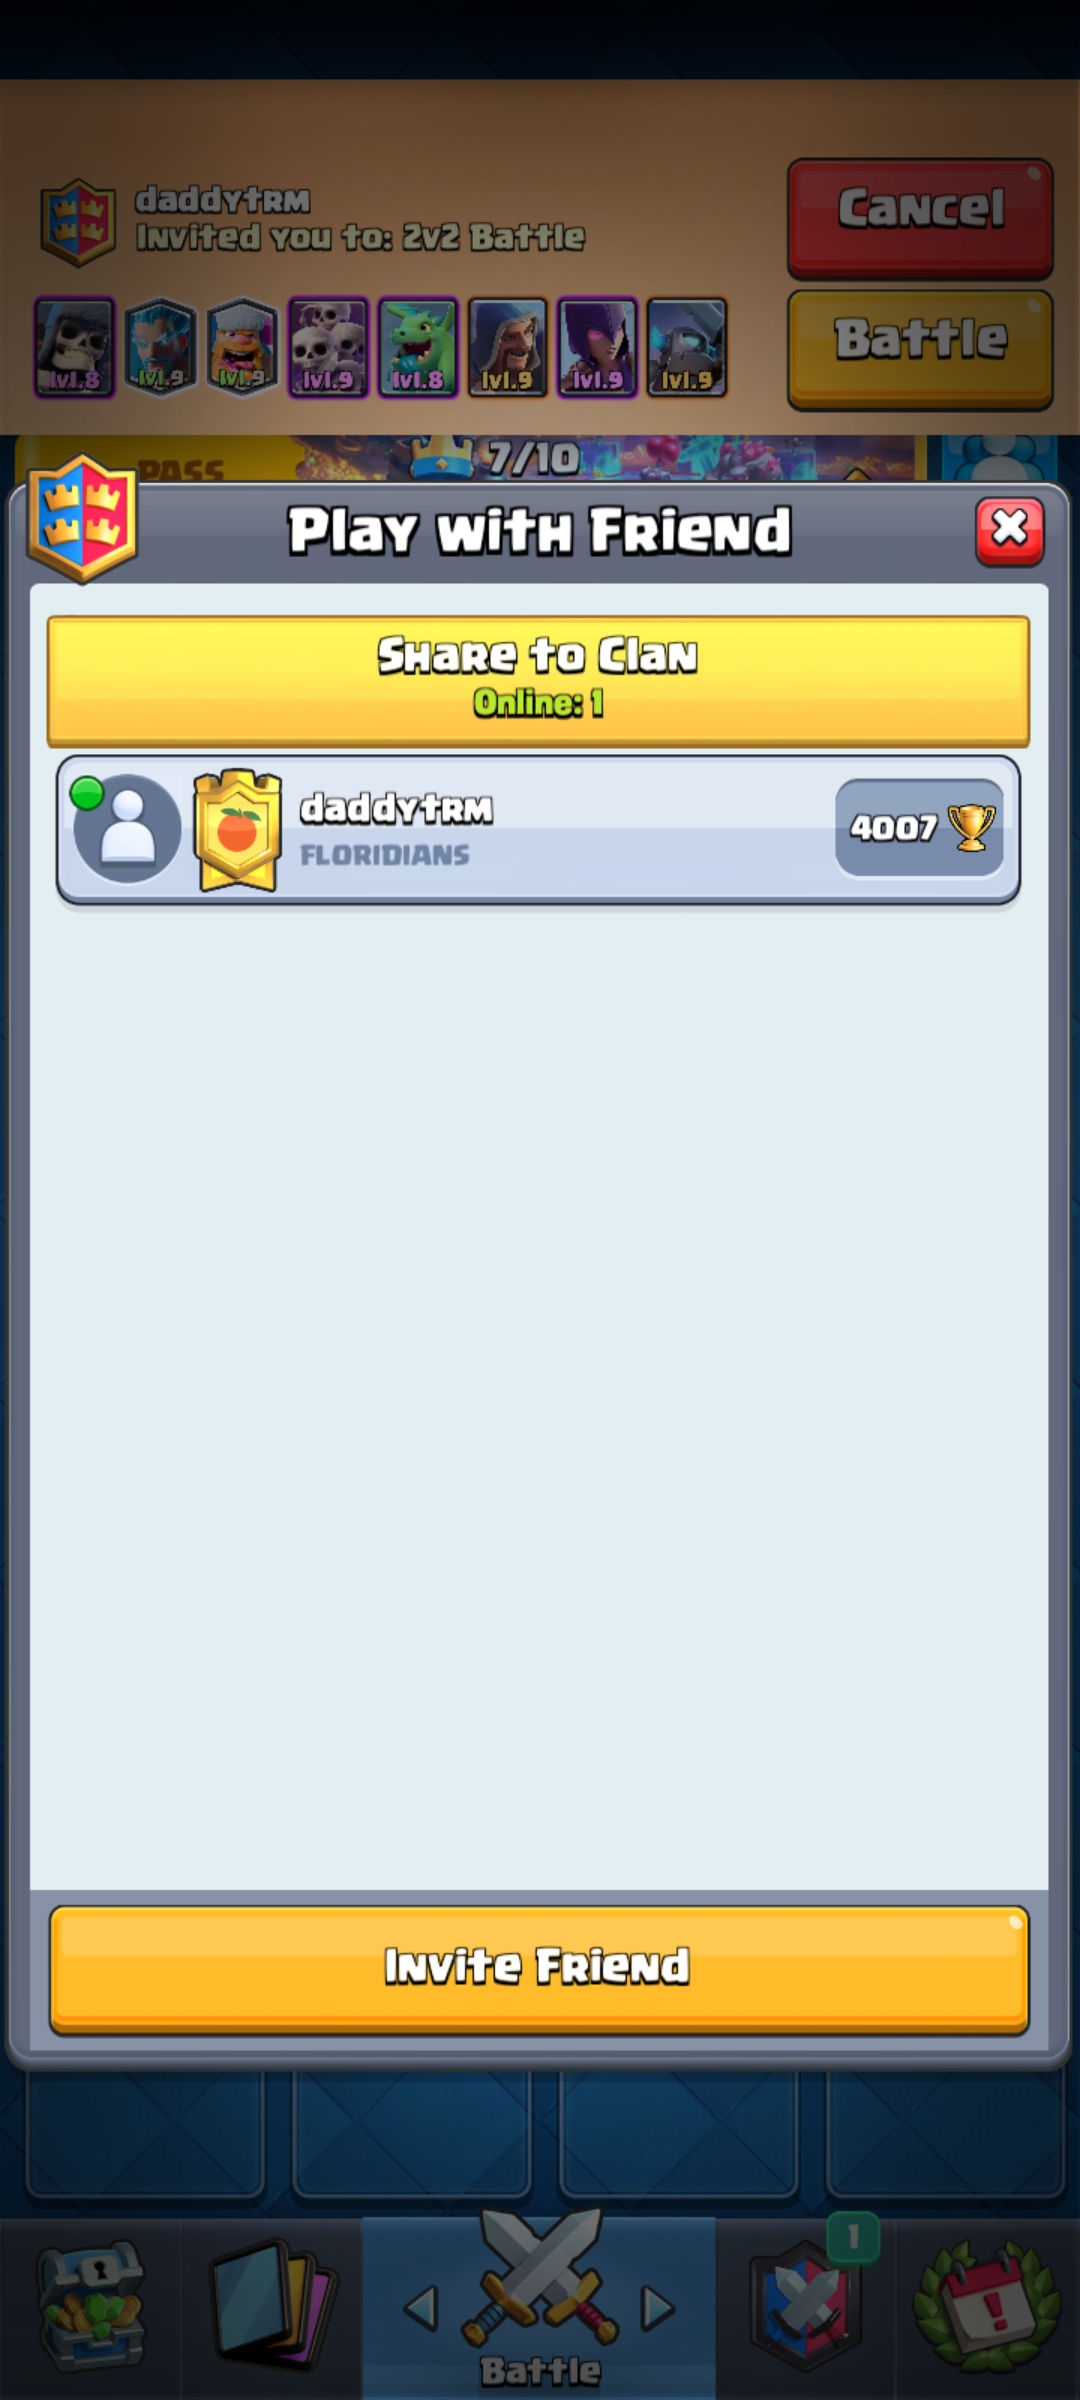 daddytRM
Invited you to: 2v2 Battle
Cancel
Battle
lvl.8
lvl.9
lvl.9
lvl.9
lvl.8
lvl.9
lvl.9
lvl.9
PASS
7/10
Play with Friend
Share to Clan
Online: 1
daddytRM
FLORIDIANS
4007
Invite Friend
1
Battle